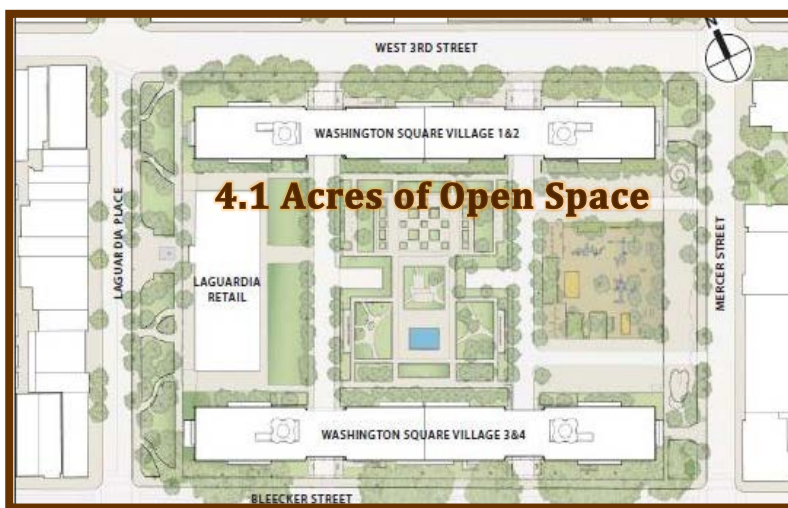 N
WEST 3RD STREET
WASHINGTON SQUARE VILLAGE 1&2
4.1 Acres of Open Space
LAGUARDIA PLACE
LAGUARDIA
RETAIL
MERCER STREET
WASHINGTON SQUARE VILLAGE 3&4
BLEECKER STREET